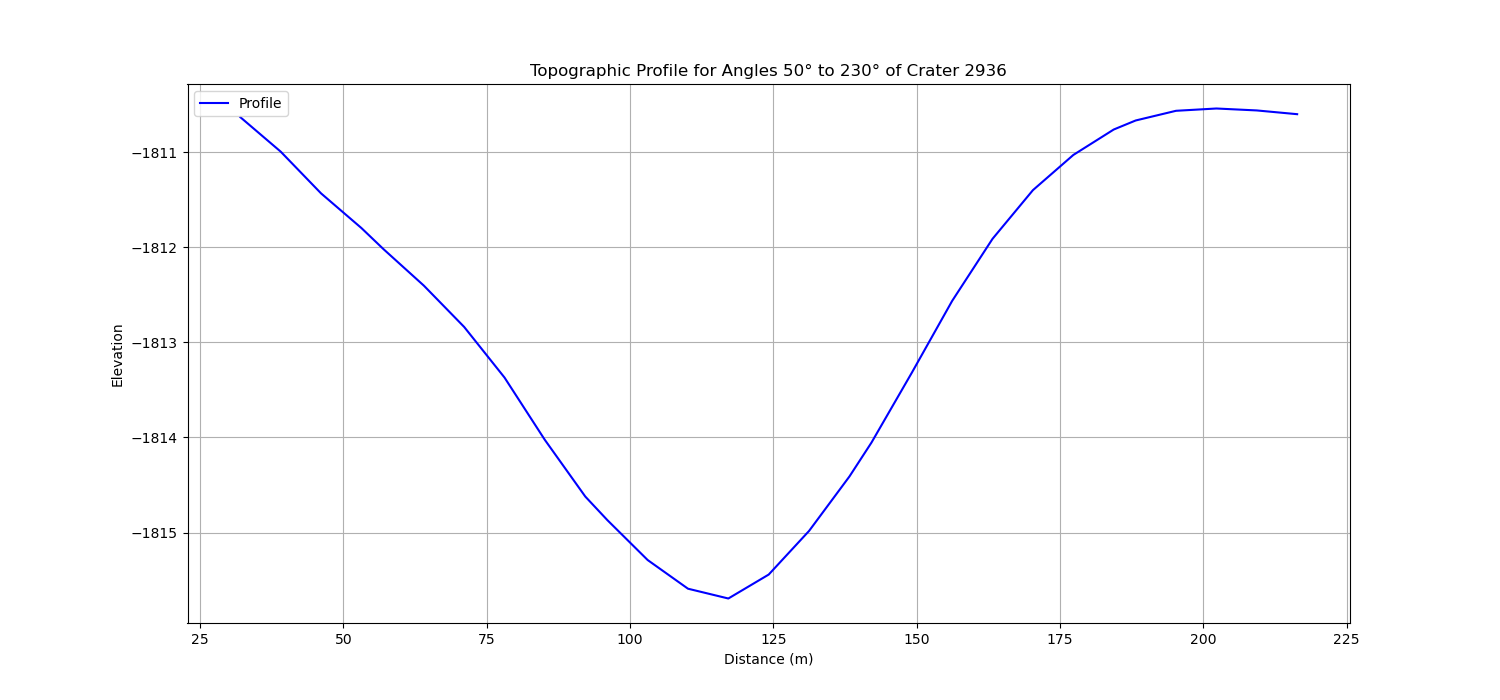 Topographic Profile for Angles 50° to 230° of Crater 2936
Profile
−1811
−1812
−1813
−1814
−1815
Elevation
25 50 75 100 125 150 175 200 225
Distance (m)